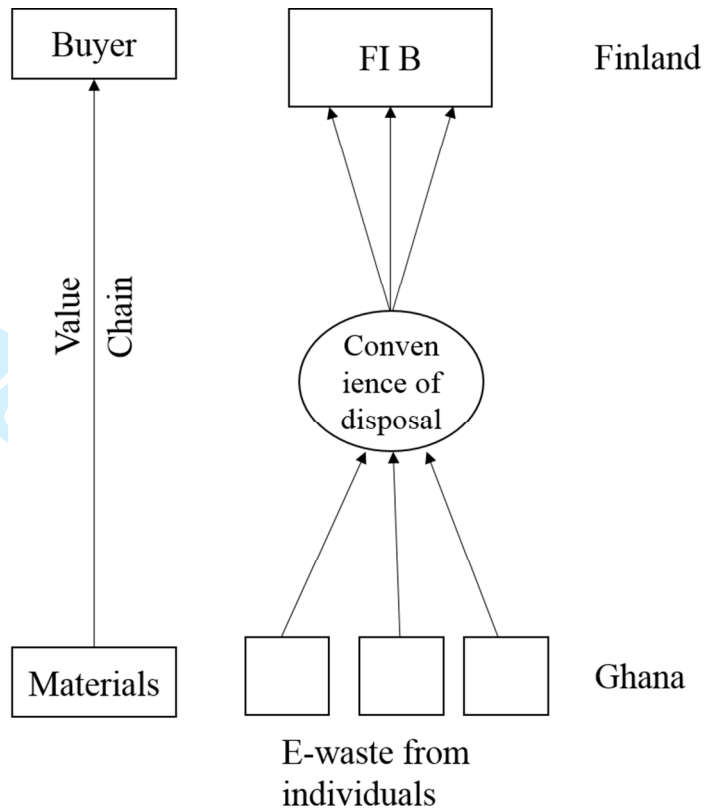 Buyer
FI B
Finland
Value
Chain
Conven
ience of
disposal
Materials
Ghana
E-waste from
individuals